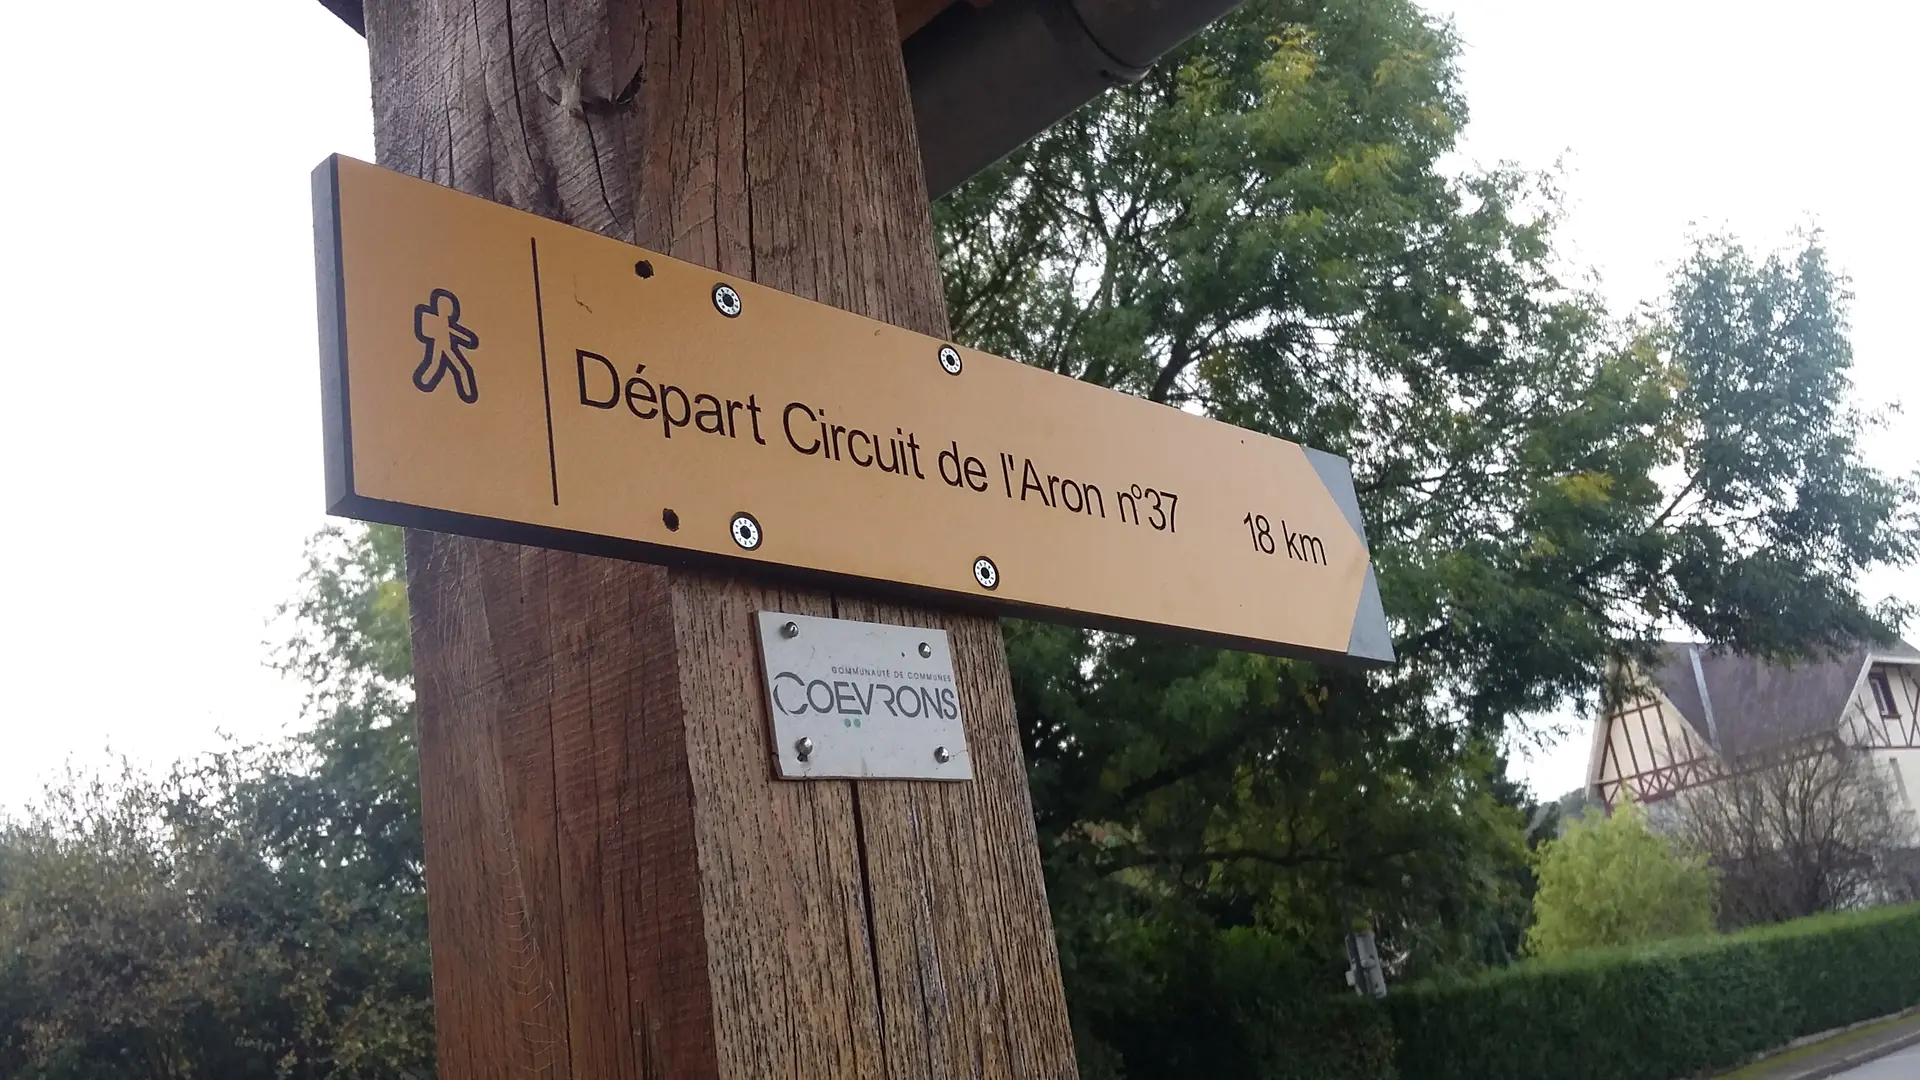 Départ Circuit de l'Aron n°37 18 km
COMMUNAUTÉ DE COMMUNES
COEVRONS